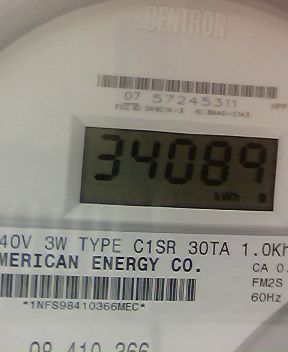 CENTRON®
07 57245311
34089
kWh
40V 3W TYPE C1SR 30TA 1.0Kh
MERICAN ENERGY CO.
CA 0.
FM2S
60Hz
*1NFS98410366MEC*
98 410 366